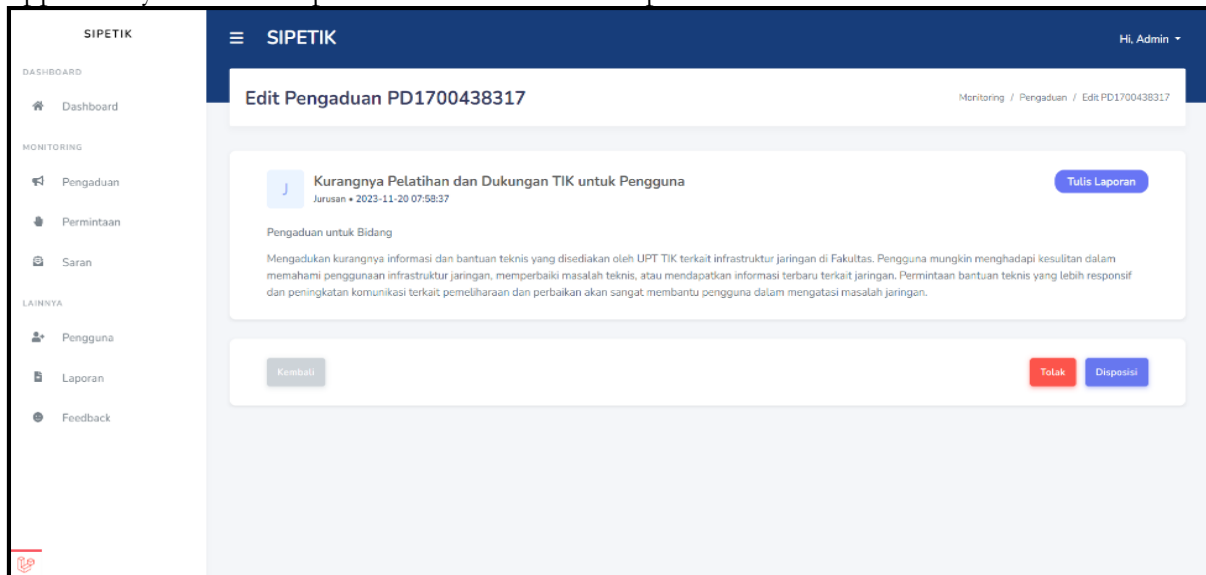 SIPETIK
SIPETIK
Hi, Admin
DASHBOARD
Dashboard
Edit Pengaduan PD1700438317
Monitoring / Pengaduan / Edit PD1700438317
MONITORING
Pengaduan
Permintaan
Saran
J
Kurangnya Pelatihan dan Dukungan TIK untuk Pengguna
Jurusan • 2023-11-20 07:58:37
Tulis Laporan
Pengaduan untuk Bidang
Mengadukan kurangnya informasi dan bantuan teknis yang disediakan oleh UPT TIK terkait infrastruktur jaringan di Fakultas. Pengguna mungkin menghadapi kesulitan dalam
memahami penggunaan infrastruktur jaringan, memperbaiki masalah teknis, atau mendapatkan informasi terbaru terkait jaringan. Permintaan bantuan teknis yang lebih responsif
dan peningkatan komunikasi terkait pemeliharaan dan perbaikan akan sangat membantu pengguna dalam mengatasi masalah jaringan.
LAINNYA
Pengguna
Laporan
Feedback
Kembali
Tolak
Disposisi